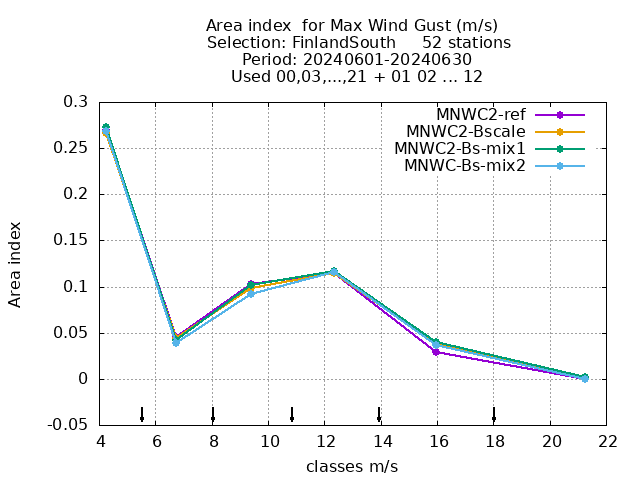 Area index  for Max Wind Gust (m/s)
Selection: FinlandSouth     52 stations
Period: 20240601-20240630
Used 00,03,...,21 + 01 02 ... 12
MNWC2-ref
MNWC2-Bscale
MNWC2-Bs-mix1
MNWC-Bs-mix2
0.3
0.25
0.2
0.15
0.1
0.05
0
-0.05
Area index
4 6 8 10 12 14 16 18 20 22
classes m/s